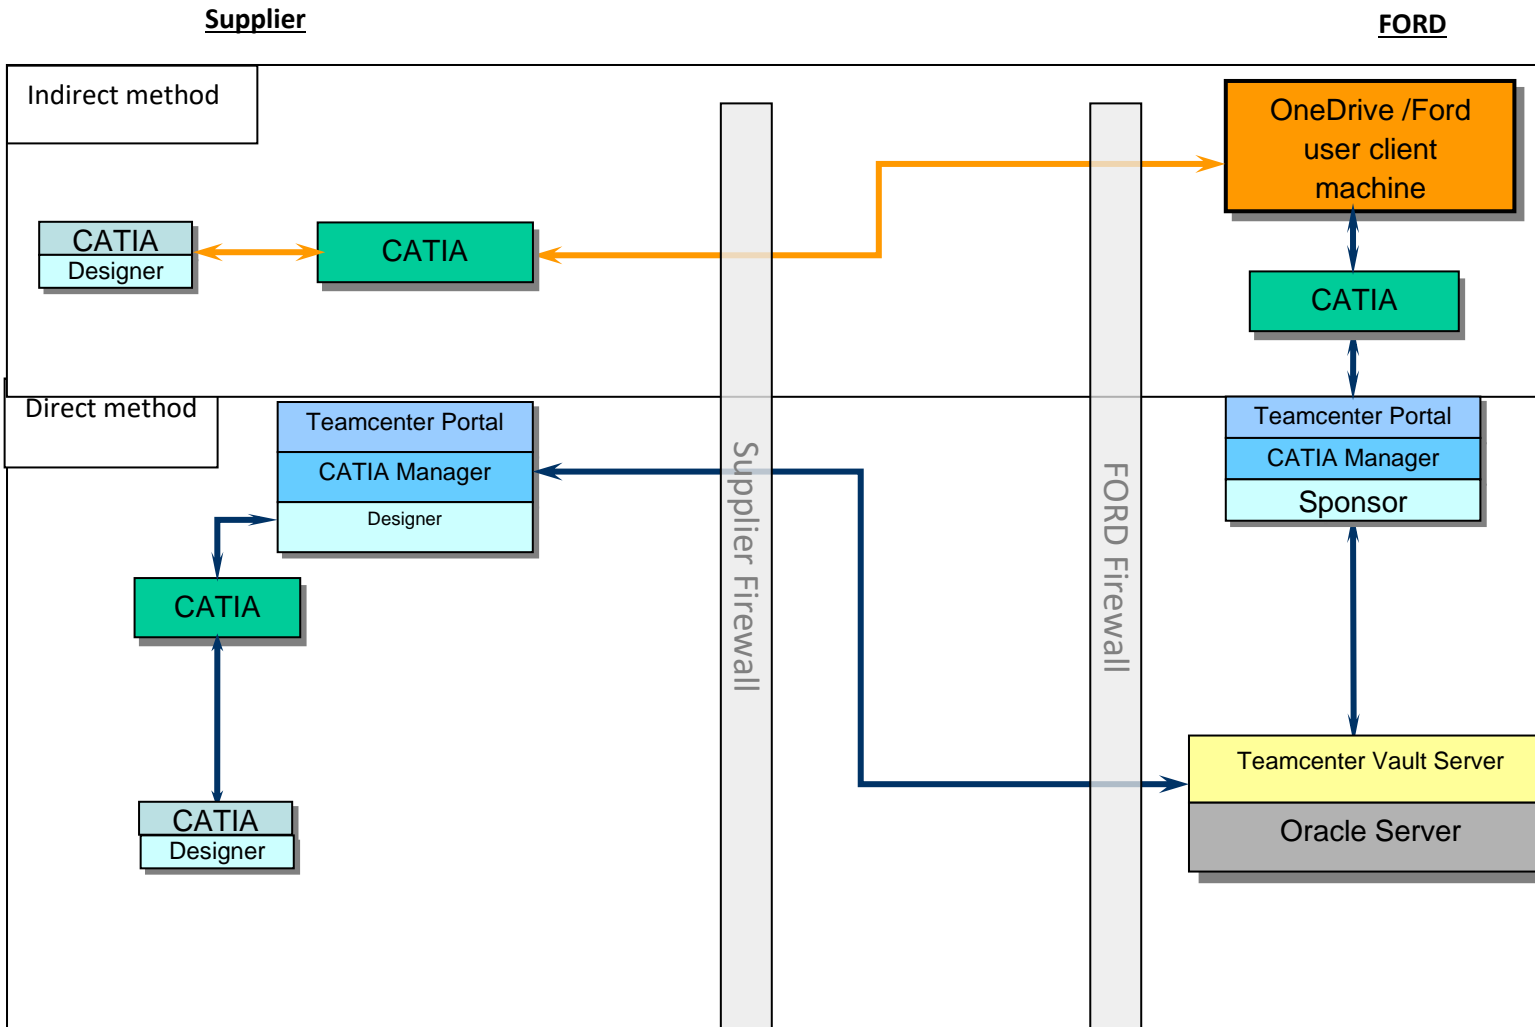 Supplier
FORD
Indirect method
OneDrive /Ford
user client
machine
CATIA
Designer
CATIA
CATIA
Direct method
Teamcenter Portal
CATIA Manager
Designer
Teamcenter Portal
CATIA Manager
Sponsor
Supplier Firewall
FORD Firewall
CATIA
Teamcenter Vault Server
Oracle Server
CATIA
Designer